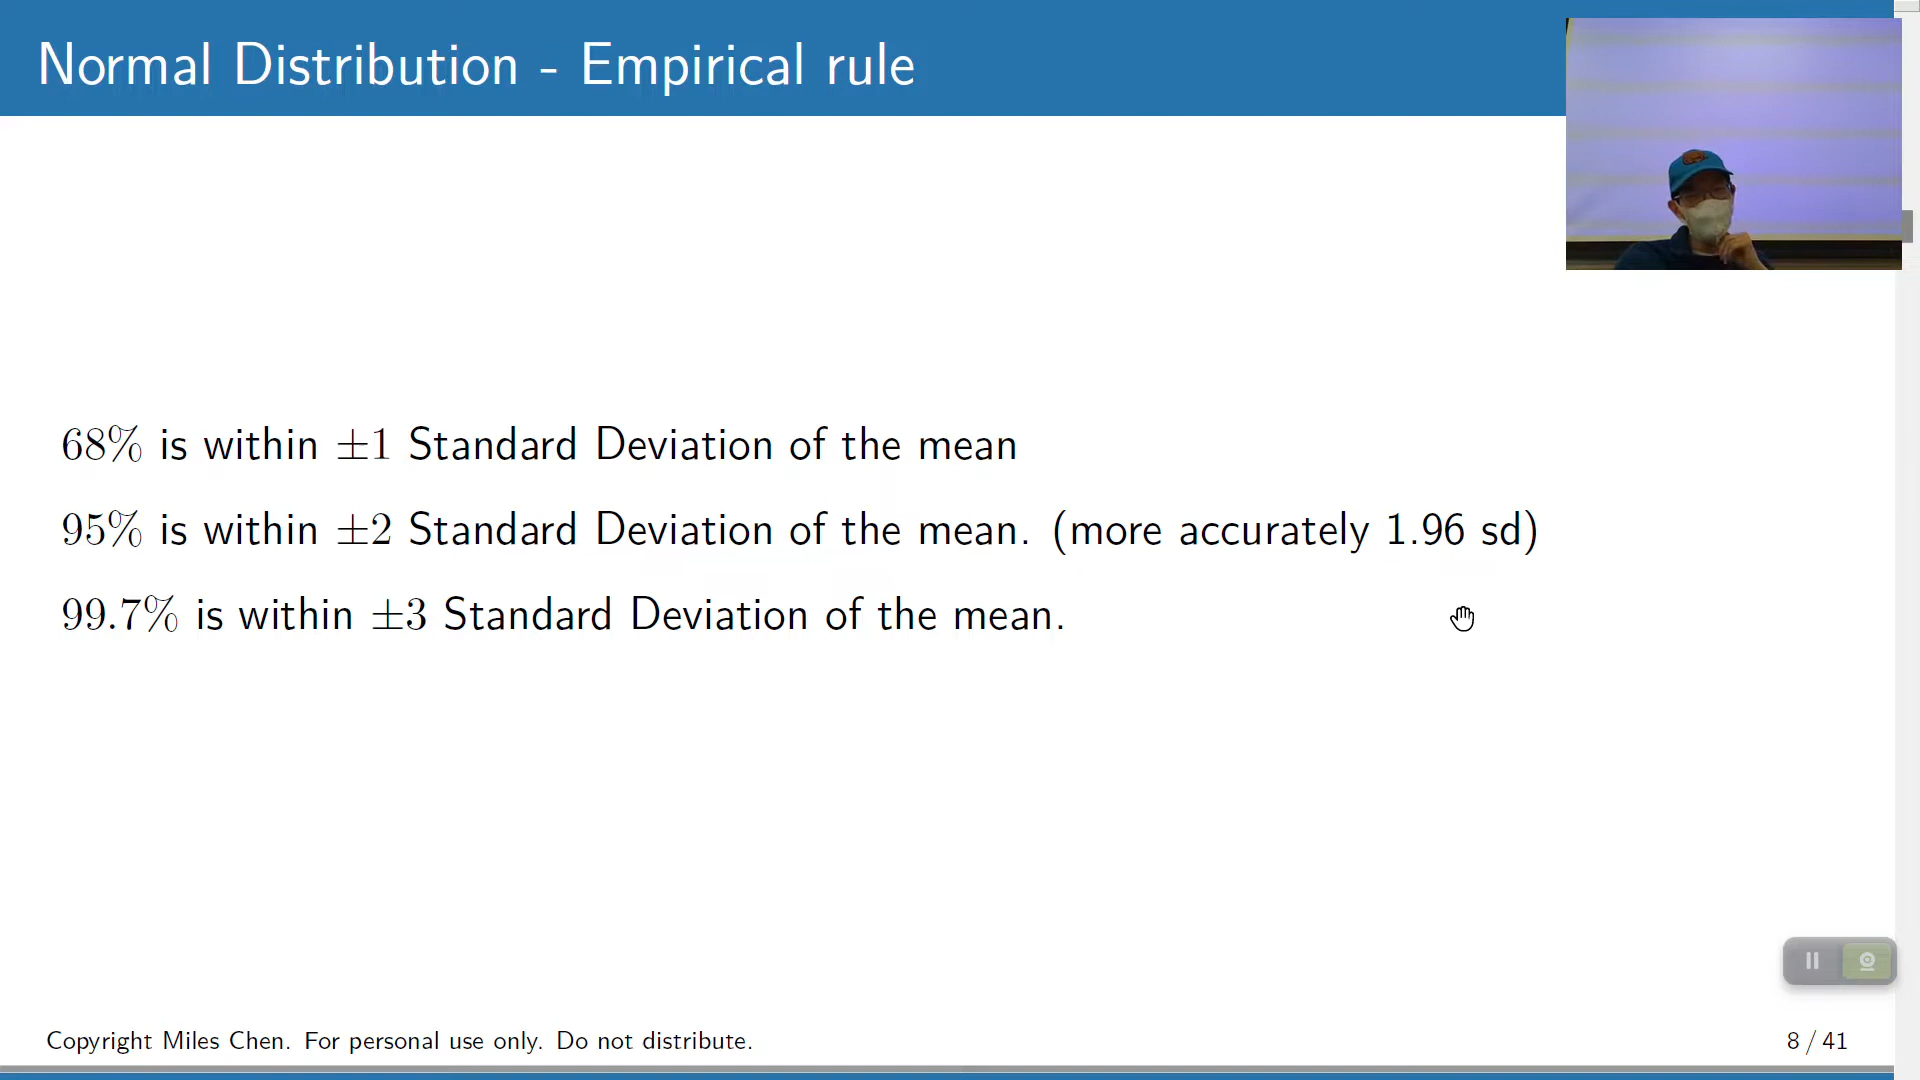 Normal Distribution - Empirical rule
68% is within ±1 Standard Deviation of the mean
95% is within ±2 Standard Deviation of the mean. (more accurately 1.96 sd)
99.7% is within ±3 Standard Deviation of the mean.
Copyright Miles Chen. For personal use only. Do not distribute.
8 / 41